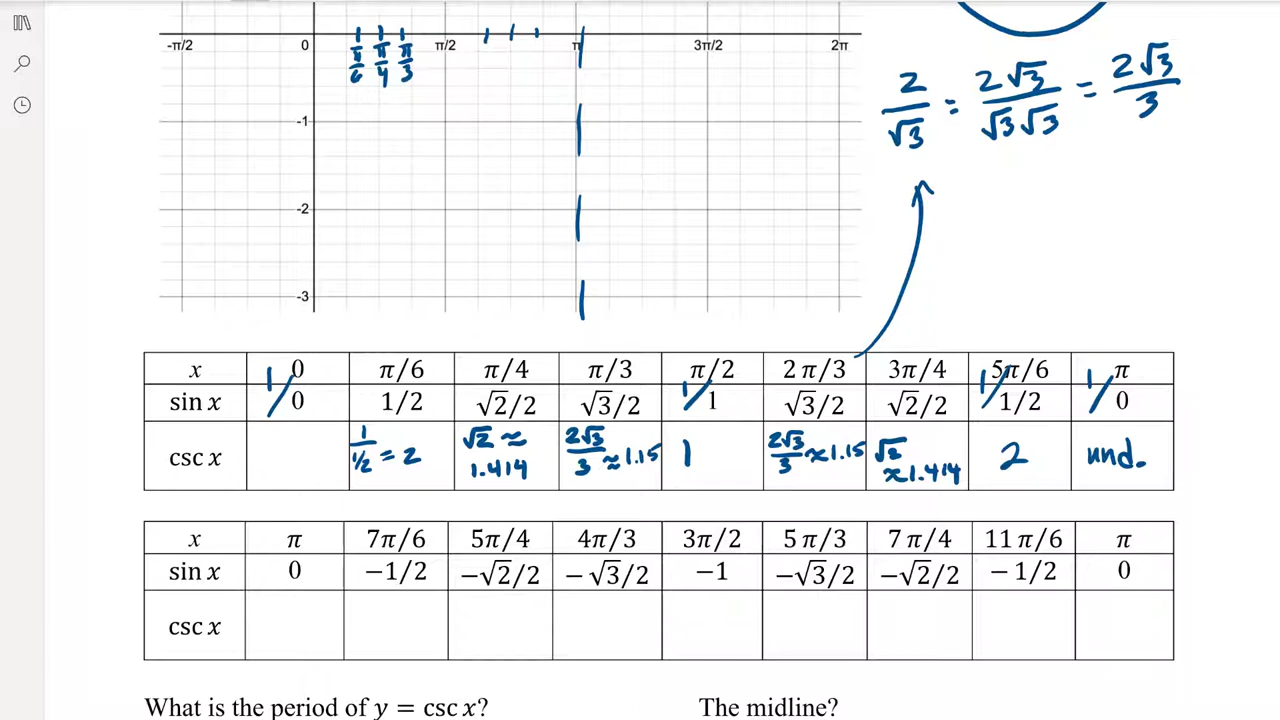 -π/2 0 π/2 π 3π/2 2π
π/6 π/4 π/3
-1
-2
-3
2/√3 = 2√3/√3√3 = 2√3/3
x 0 π/6 π/4 π/3 π/2 2π/3 3π/4 5π/6 π
sin x 1/0 1/2 √2/2 √3/2 1/1 √3/2 √2/2 1/1/2 1/0
csc x 1/1/2 = 2 √2 ≈ 1.414 2√3/3 ≈ 1.15 1 2√3/3 ≈ 1.15 √2 ≈ 1.414 2 und.
x π 7π/6 5π/4 4π/3 3π/2 5π/3 7π/4 11π/6 π
sin x 0 −1/2 −√2/2 −√3/2 −1 −√3/2 −√2/2 −1/2 0
csc x
What is the period of y = csc x? The midline?